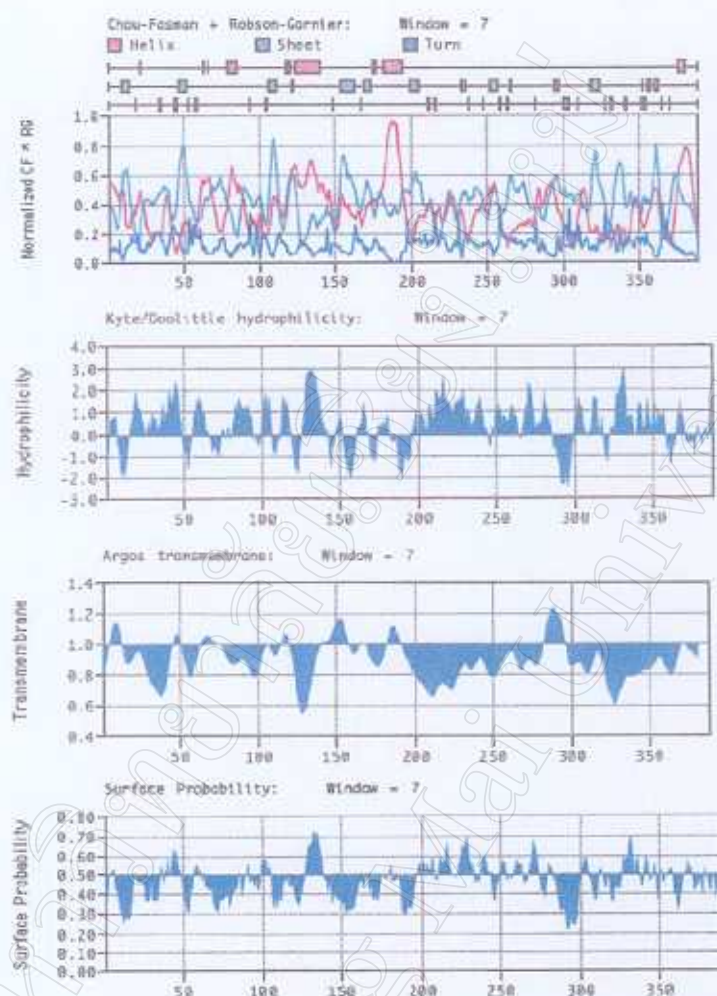 Chou-Fasman + Robson-Garnier: Window = 7
Helix Sheet Turn
Normalized CF * RG
1.0
0.8
0.6
0.4
0.2
0.0
50 100 150 200 250 300 350
Kyte/Doolittle hydrophilicity: Window = 7
Hydrophilicity
4.0
3.0
2.0
1.0
0.0
-1.0
-2.0
-3.0
50 100 150 200 250 300 350
Argos transmembrane: Window = 7
Transmembrane
1.4
1.2
1.0
0.8
0.6
0.4
50 100 150 200 250 300 350
Surface Probability: Window = 7
Surface Probability
0.80
0.70
0.60
0.50
0.40
0.30
0.20
0.10
0.00
50 100 150 200 250 300 350
Mai